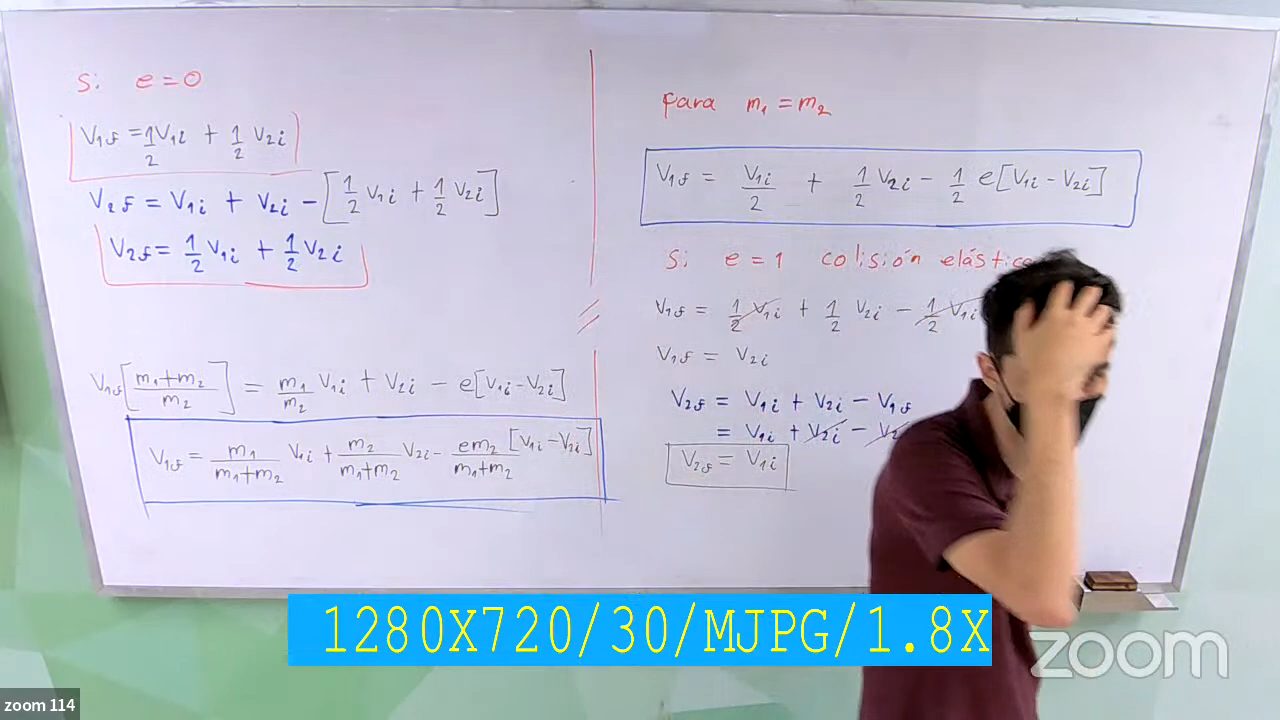 Si e = 0
V1f = 1/2 V1i + 1/2 V2i
V2f = V1i + V2i - [1/2 V1i + 1/2 V2i]
V2f = 1/2 V1i + 1/2 V2i
V1f [(m1+m2)/m2] = m1/m2 V1i + V2i - e[V1i - V2i]
V1f = m1/(m1+m2) V1i + m2/(m1+m2) V2i - em2/(m1+m2) [V1i - V2i]
para m1 = m2
V1f = V1i/2 + 1/2 V2i - 1/2 e[V1i - V2i]
Si e = 1 colisión elástica
V1f = 1/2 V1i + 1/2 V2i - 1/2 V1i
V1f = V2i
V2f = V1i + V2i - V1f
= V1i + V2i - V2
V2f = V1i
1280X720/30/MJPG/1.8X
zoom
zoom 114